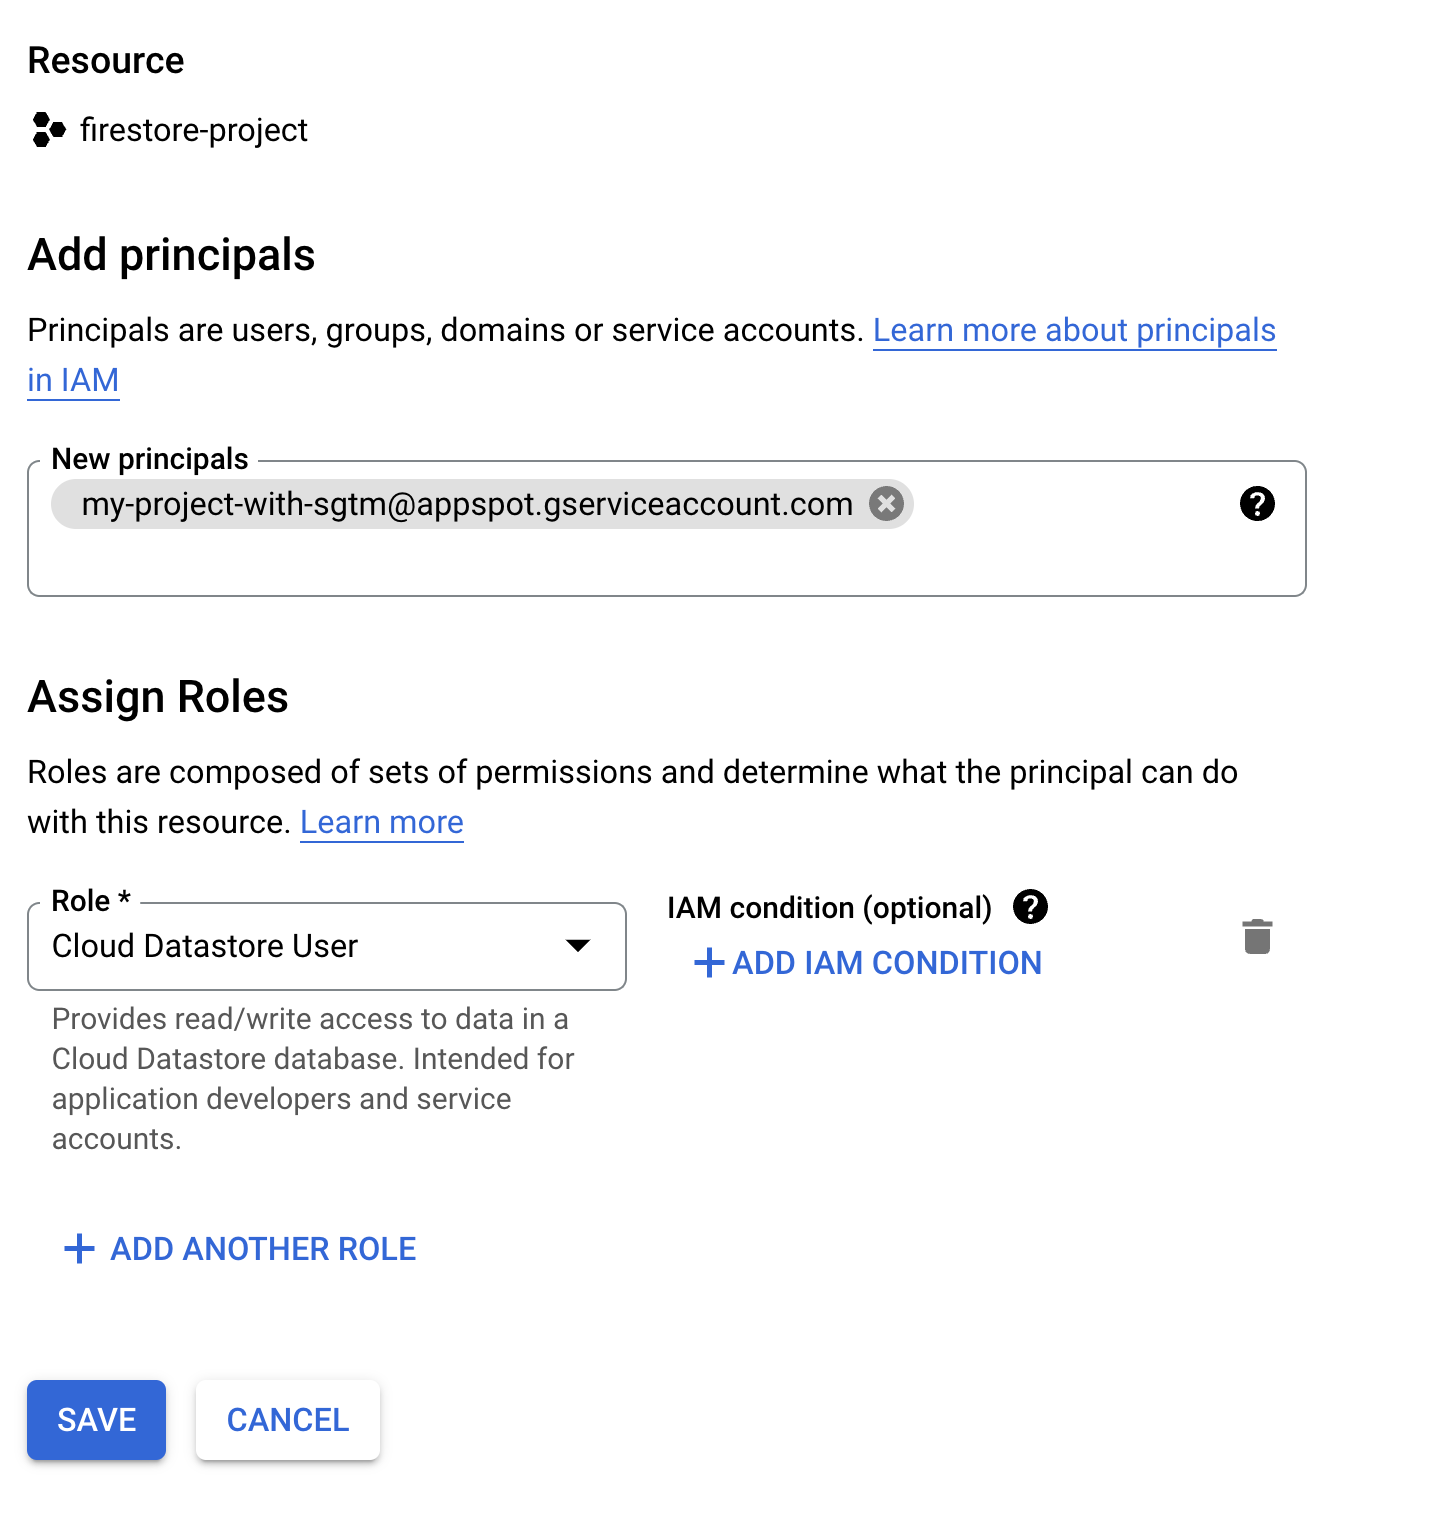 Resource
firestore-project
Add principals
Principals are users, groups, domains or service accounts. Learn more about principals
in IAM
New principals
my-project-with-sgtm@appspot.gserviceaccount.com
Assign Roles
Roles are composed of sets of permissions and determine what the principal can do
with this resource. Learn more
Role *
Cloud Datastore User
Provides read/write access to data in a
Cloud Datastore database. Intended for
application developers and service
accounts.
IAM condition (optional)
ADD IAM CONDITION
ADD ANOTHER ROLE
SAVE
CANCEL